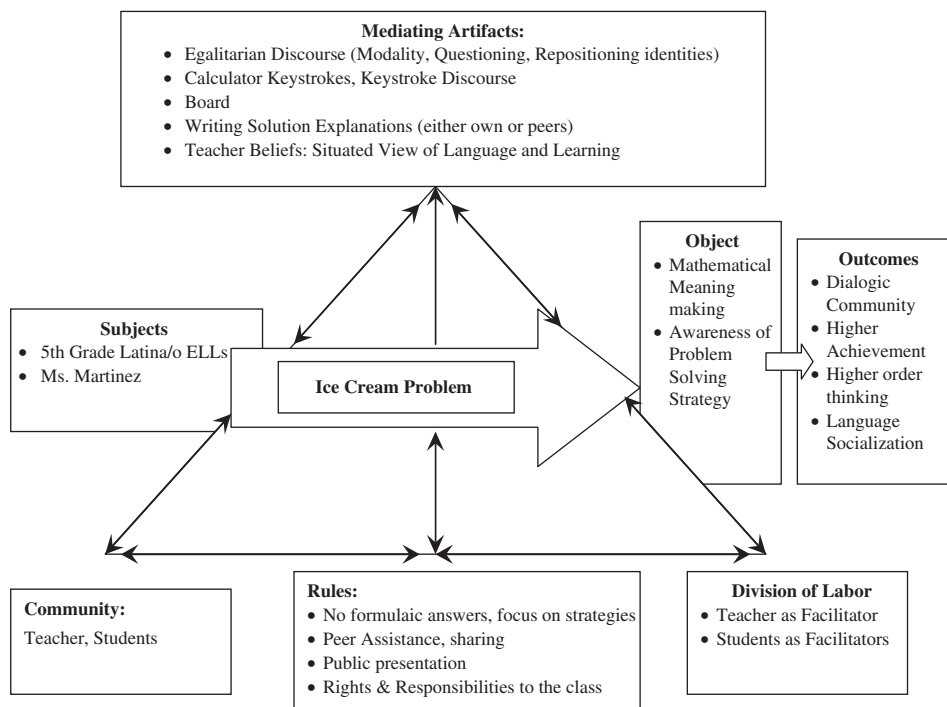 Mediating Artifacts:
• Egalitarian Discourse (Modality, Questioning, Repositioning identities)
• Calculator Keystrokes, Keystroke Discourse
• Board
• Writing Solution Explanations (either own or peers)
• Teacher Beliefs: Situated View of Language and Learning
Subjects
• 5th Grade Latina/o ELLs
• Ms. Martinez
Ice Cream Problem
Object
• Mathematical
Meaning
making
• Awareness of
Problem
Solving
Strategy
Outcomes
• Dialogic
Community
• Higher
Achievement
• Higher order
thinking
• Language
Socialization
Community:
Teacher, Students
Rules:
• No formulaic answers, focus on strategies
• Peer Assistance, sharing
• Public presentation
• Rights & Responsibilities to the class
Division of Labor
• Teacher as Facilitator
• Students as Facilitators